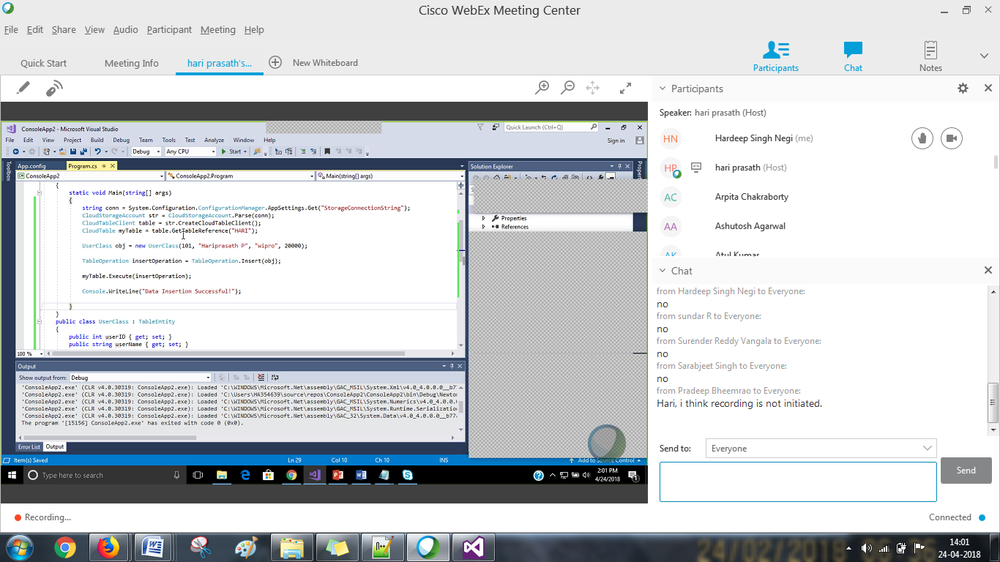 Cisco WebEx Meeting Center
File Edit Share View Audio Participant Meeting Help
Quick Start Meeting Info hari prasath's... New Whiteboard
Participants Chat Notes
ConsoleApp2 - Microsoft Visual Studio
Quick Launch (Ctrl+Q)
File Edit View Project Build Debug Team Tools Test Analyze Window Help
Sign in
Debug Any CPU Start
Toolbox
App.config Program.cs
ConsoleApp2 ConsoleApp2.Program Main(string[] args)
{
static void Main(string[] args)
{
string conn = System.Configuration.ConfigurationManager.AppSettings.Get("StorageConnectionString");
CloudStorageAccount str = CloudStorageAccount.Parse(conn);
CloudTableClient table = str.CreateCloudTableClient();
CloudTable myTable = table.GetTableReference("HARI");
UserClass obj = new UserClass(101, "Hariprasath P", "wipro", 20000);
TableOperation insertOperation = TableOperation.Insert(obj);
myTable.Execute(insertOperation);
Console.WriteLine("Data Insertion Successful!");
}
}
public class UserClass : TableEntity
{
public int userID { get; set; }
public string userName { get; set; }
100 %
Solution Explorer
Properties
References
Output
Show output from: Debug
'ConsoleApp2.exe' (CLR v4.0.30319: ConsoleApp2.exe): Loaded 'C:\WINDOWS\Microsoft.Net\assembly\GAC_MSIL\System.Xml\v4.0_4.0.0.0__b77
'ConsoleApp2.exe' (CLR v4.0.30319: ConsoleApp2.exe): Loaded 'C:\Users\HA354639\source\repos\ConsoleApp2\ConsoleApp2\bin\Debug\Newto
'ConsoleApp2.exe' (CLR v4.0.30319: ConsoleApp2.exe): Loaded 'C:\WINDOWS\Microsoft.Net\assembly\GAC_MSIL\System.Numerics\v4.0_4.0.0.
'ConsoleApp2.exe' (CLR v4.0.30319: ConsoleApp2.exe): Loaded 'C:\WINDOWS\Microsoft.Net\assembly\GAC_MSIL\System.Runtime.Serialization
'ConsoleApp2.exe' (CLR v4.0.30319: ConsoleApp2.exe): Loaded 'C:\WINDOWS\Microsoft.Net\assembly\GAC_32\System.Data\v4.0_4.0.0.0__b77
The program '[15156] ConsoleApp2.exe' has exited with code 0 (0x0).
Error List Output
Item(s) Saved Ln 29 Col 10 Ch 10 INS Add to Source Control
Type here to search
2:01 PM
4/24/2018
Participants
Speaker: hari prasath (Host)
HN Hardeep Singh Negi (me)
HP hari prasath (Host)
AC Arpita Chakraborty
AA Ashutosh Agarwal
AK Atul Kumar
Chat
from Hardeep Singh Negi to Everyone:
no
from sundar R to Everyone:
no
from Surender Reddy Vangala to Everyone:
no
from Sarabjeet Singh to Everyone:
no
from Pradeep Bheemrao to Everyone:
Hari, i think recording is not initiated.
Send to: Everyone
Send
Recording...
Connected
14:01
24-04-2018